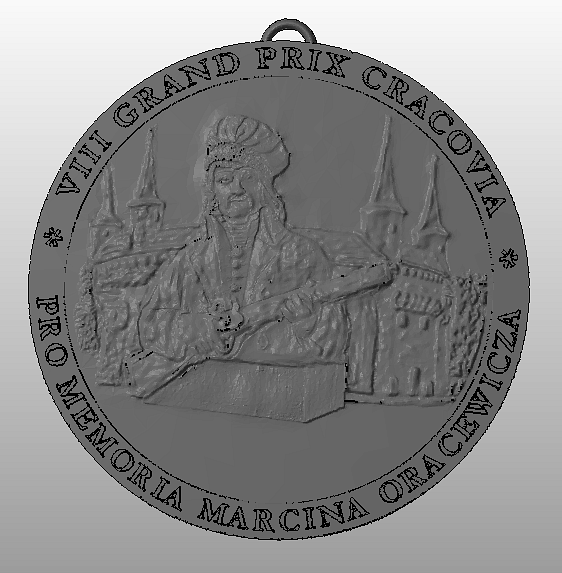 VIII GRAND PRIX CRACOVIA
PRO MEMORIA MARCINA ORACEWICZA